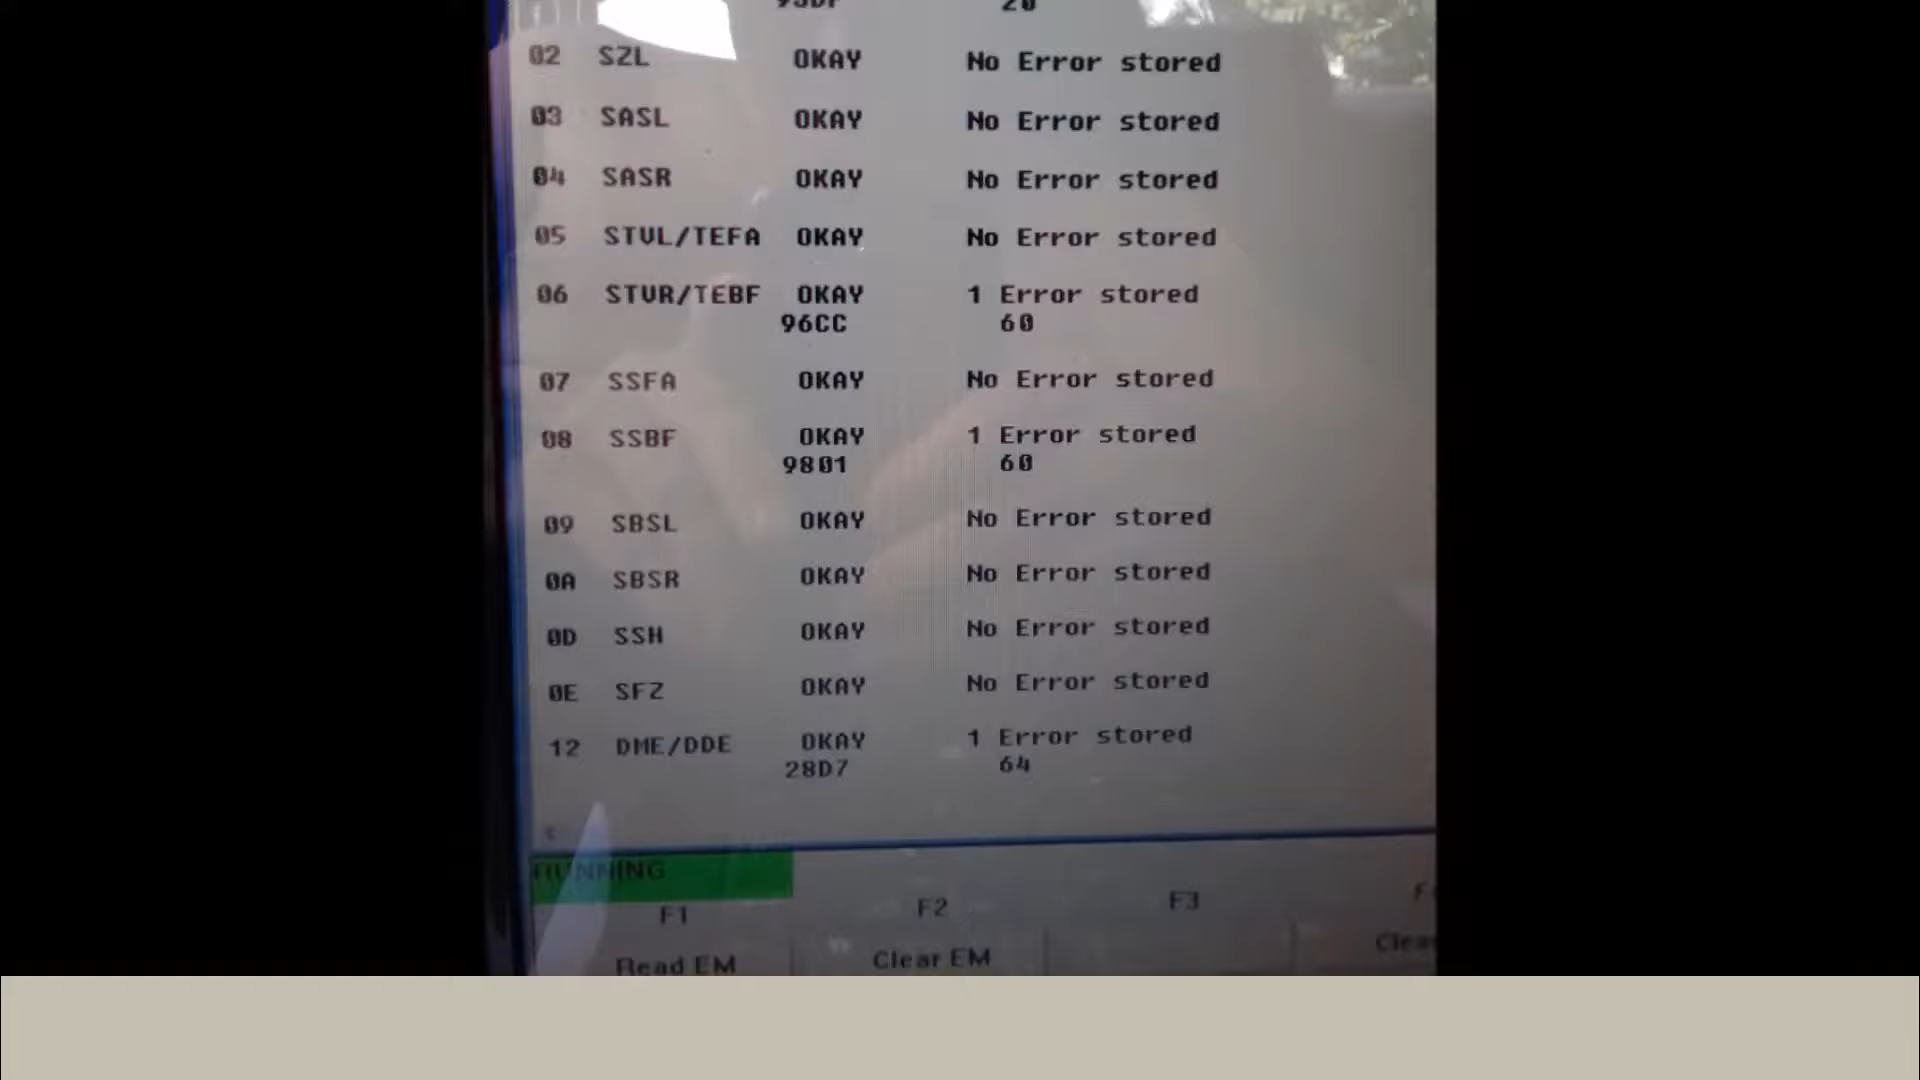 20
02 SZL OKAY No Error stored
03 SASL OKAY No Error stored
04 SASR OKAY No Error stored
05 STVL/TEFA OKAY No Error stored
06 STVR/TEBF OKAY 1 Error stored
96CC 60
07 SSFA OKAY No Error stored
08 SSBF OKAY 1 Error stored
9801 60
09 SBSL OKAY No Error stored
0A SBSR OKAY No Error stored
0D SSH OKAY No Error stored
0E SFZ OKAY No Error stored
12 DME/DDE OKAY 1 Error stored
28D7 64
RUNNING
F1 F2 F3
Read EM Clear EM